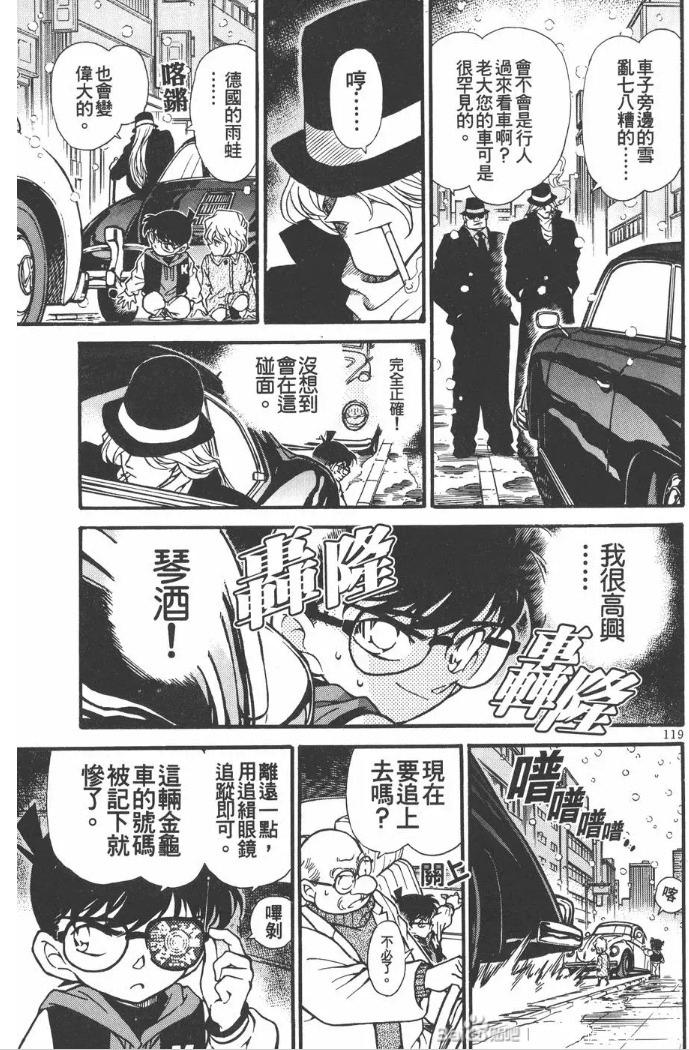 車子旁邊的雪
亂七八糟的……
會不會是行人
過來看車啊？
老大您的車可是
很罕見的。
哼……
德國的雨蛙
……
也會變
偉大的。
喀鏘
K
完全正確！
沒想到
會在這
碰面。
我很高興
……
轟隆
轟隆
琴酒！
119
噗噗噗噗…
喀
現在
要追上
去嗎？
關上
不必了。
離遠一點，
用追緝眼鏡
追蹤即可。
這輛金龜
車的號碼
被記下就
慘了。
嗶剝
K